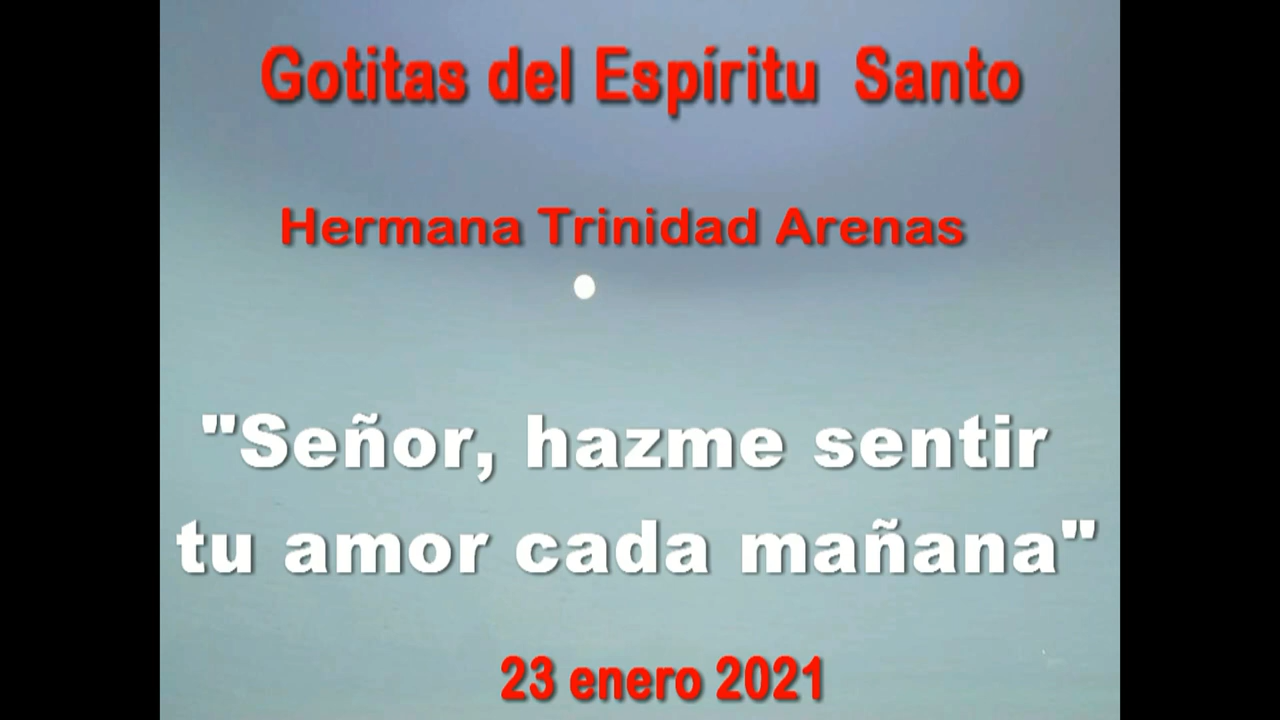 Gotitas del Espíritu Santo
Hermana Trinidad Arenas
"Señor, hazme sentir
tu amor cada mañana"
23 enero 2021